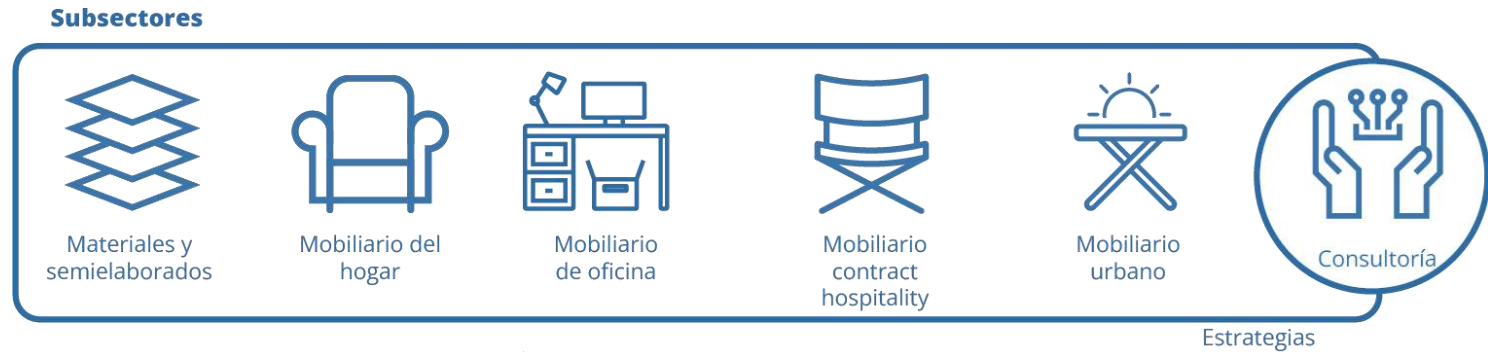 Subsectores
Materiales y
semielaborados
Mobiliario del
hogar
Mobiliario
de oficina
Mobiliario
contract
hospitality
Mobiliario
urbano
Consultoría
Estrategias